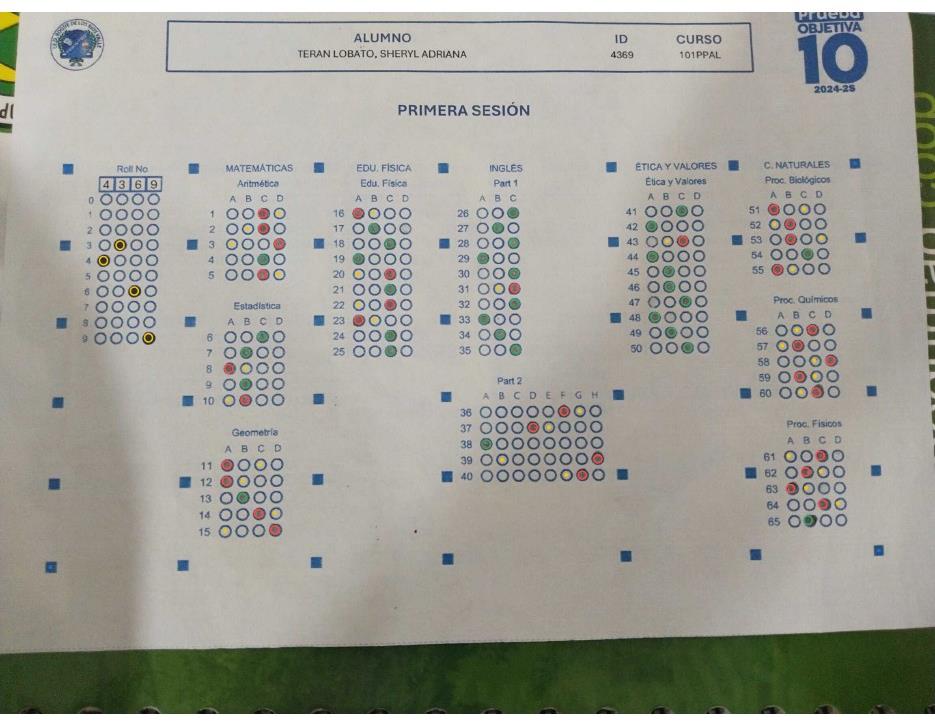 Prueba
OBJETIVA
10
2024-25
ALUMNO ID CURSO
TERAN LOBATO, SHERYL ADRIANA 4369 101PPAL
PRIMERA SESIÓN
Roll No
4 3 6 9
0
1
2
3
4
5
6
7
8
9
MATEMÁTICAS
Aritmética
A B C D
1
2
3
4
5
Estadística
A B C D
6
7
8
9
10
Geometría
A B C D
11
12
13
14
15
EDU. FÍSICA
Edu. Física
A B C D
16
17
18
19
20
21
22
23
24
25
INGLÉS
Part 1
A B C
26
27
28
29
30
31
32
33
34
35
Part 2
A B C D E F G H
36
37
38
39
40
ÉTICA Y VALORES
Ética y Valores
A B C D
41
42
43
44
45
46
47
48
49
50
C. NATURALES
Proc. Biológicos
A B C D
51
52
53
54
55
Proc. Químicos
A B C D
56
57
58
59
60
Proc. Físicos
A B C D
61
62
63
64
65